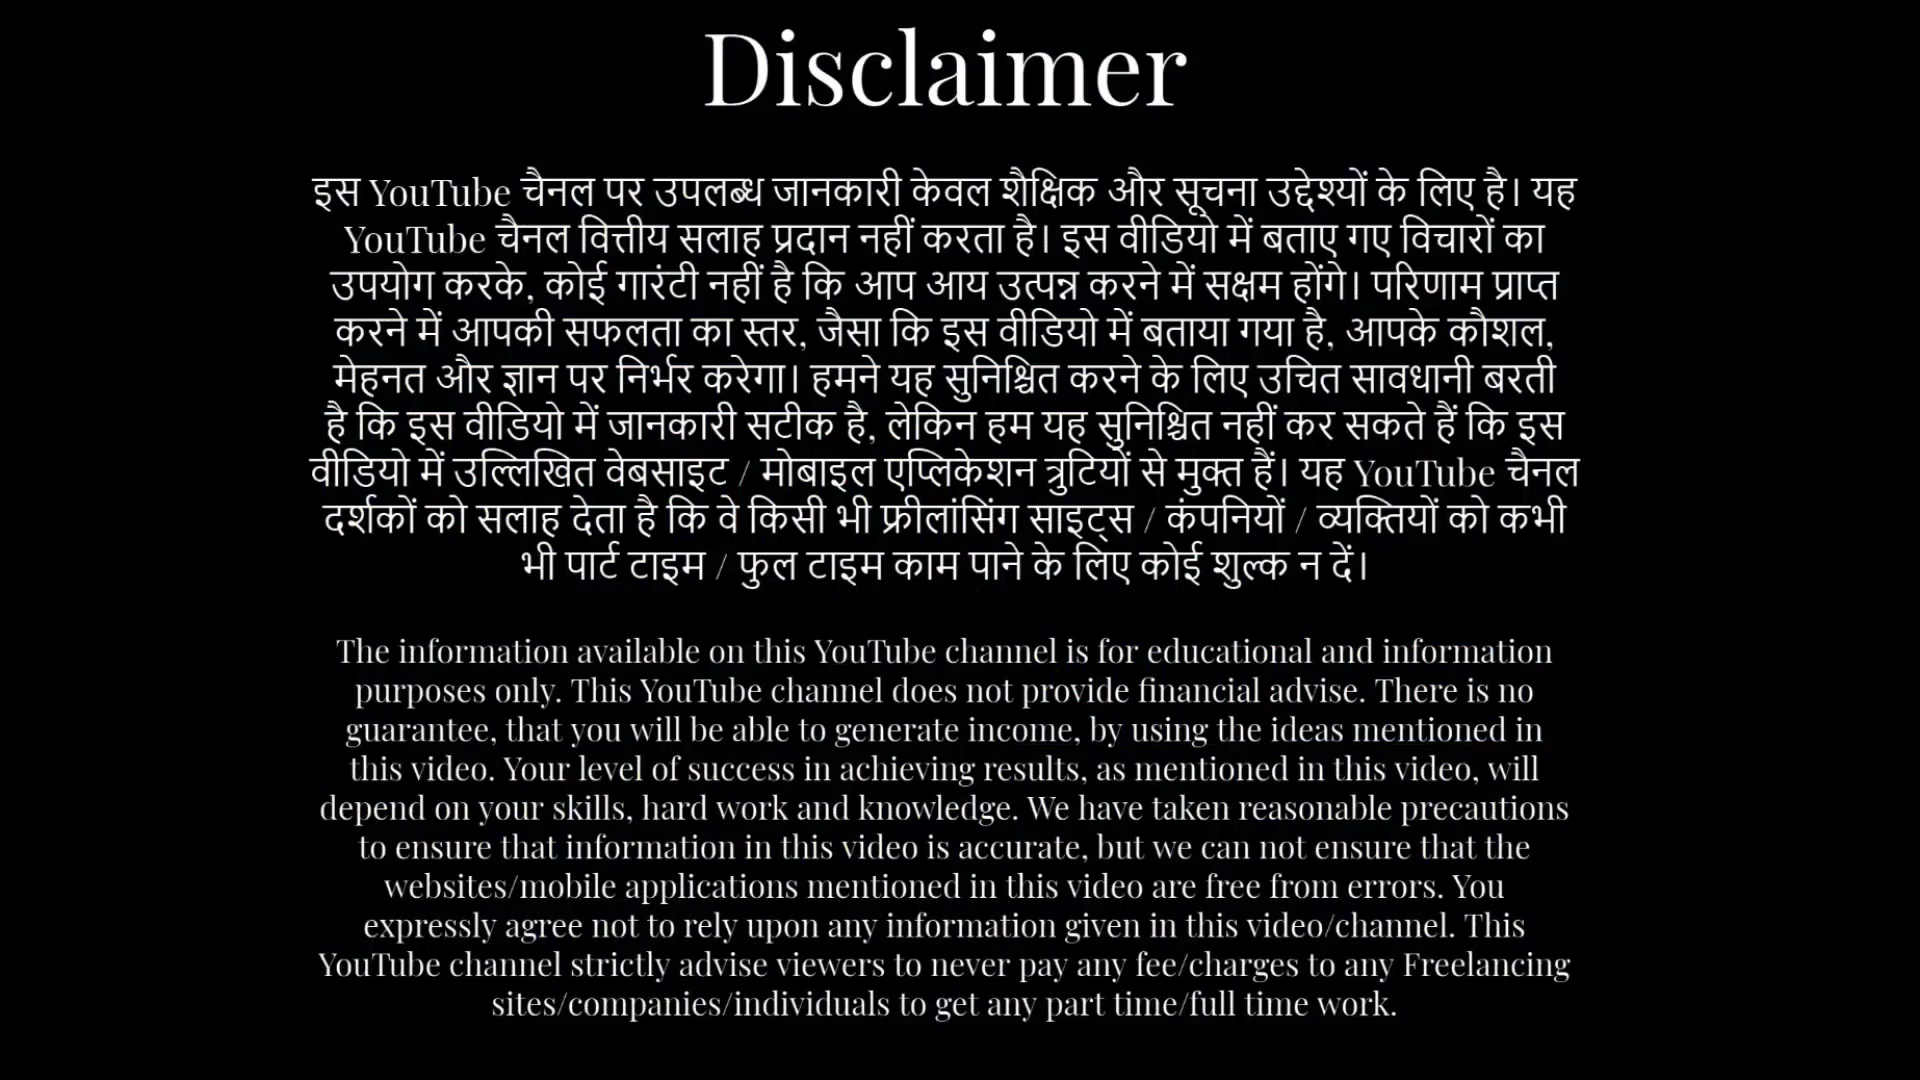 Disclaimer
इस YouTube चैनल पर उपलब्ध जानकारी केवल शैक्षिक और सूचना उद्देश्यों के लिए है। यह
YouTube चैनल वित्तीय सलाह प्रदान नहीं करता है। इस वीडियो में बताए गए विचारों का
उपयोग करके, कोई गारंटी नहीं है कि आप आय उत्पन्न करने में सक्षम होंगे। परिणाम प्राप्त
करने में आपकी सफलता का स्तर, जैसा कि इस वीडियो में बताया गया है, आपके कौशल,
मेहनत और ज्ञान पर निर्भर करेगा। हमने यह सुनिश्चित करने के लिए उचित सावधानी बरती
है कि इस वीडियो में जानकारी सटीक है, लेकिन हम यह सुनिश्चित नहीं कर सकते हैं कि इस
वीडियो में उल्लिखित वेबसाइट / मोबाइल एप्लिकेशन त्रुटियों से मुक्त हैं। यह YouTube चैनल
दर्शकों को सलाह देता है कि वे किसी भी फ्रीलांसिंग साइट्स / कंपनियों / व्यक्तियों को कभी
भी पार्ट टाइम / फुल टाइम काम पाने के लिए कोई शुल्क न दें।
The information available on this YouTube channel is for educational and information
purposes only. This YouTube channel does not provide financial advise. There is no
guarantee, that you will be able to generate income, by using the ideas mentioned in
this video. Your level of success in achieving results, as mentioned in this video, will
depend on your skills, hard work and knowledge. We have taken reasonable precautions
to ensure that information in this video is accurate, but we can not ensure that the
websites/mobile applications mentioned in this video are free from errors. You
expressly agree not to rely upon any information given in this video/channel. This
YouTube channel strictly advise viewers to never pay any fee/charges to any Freelancing
sites/companies/individuals to get any part time/full time work.